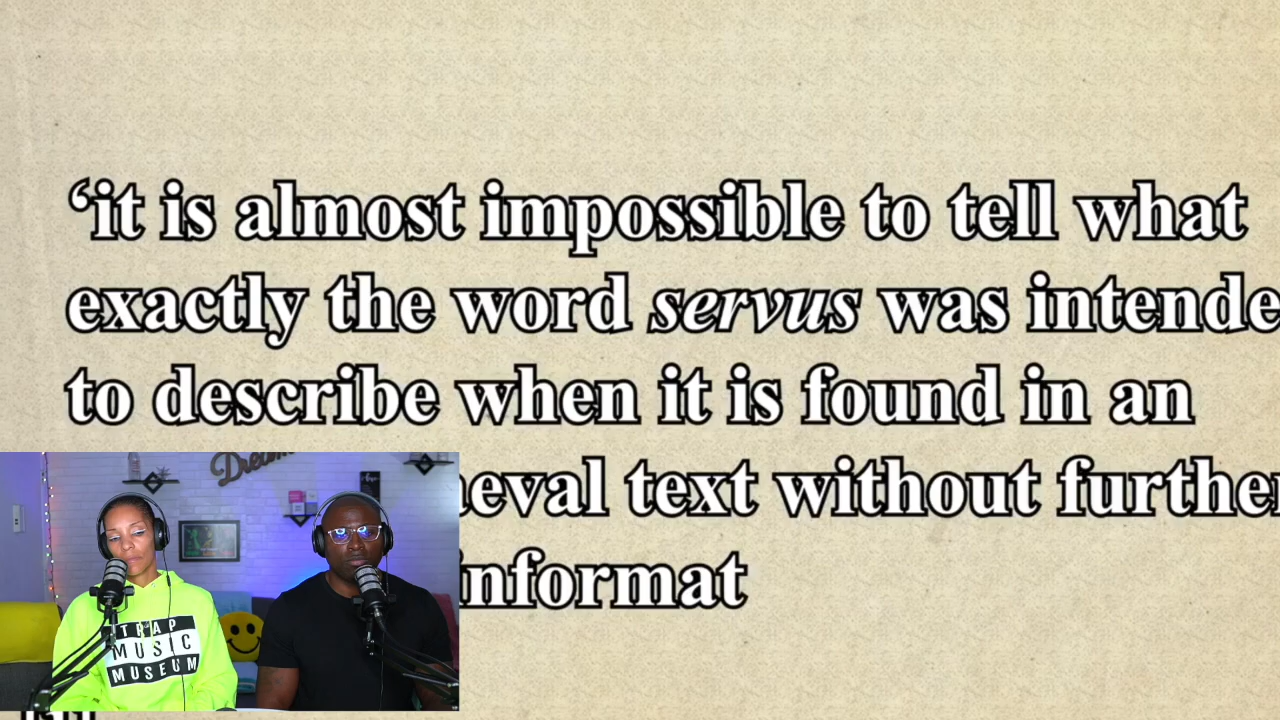 ‘it is almost impossible to tell what
exactly the word servus was intende
to describe when it is found in an
eval text without further
informat
Dream
TRAP
MUSIC
MUSEUM